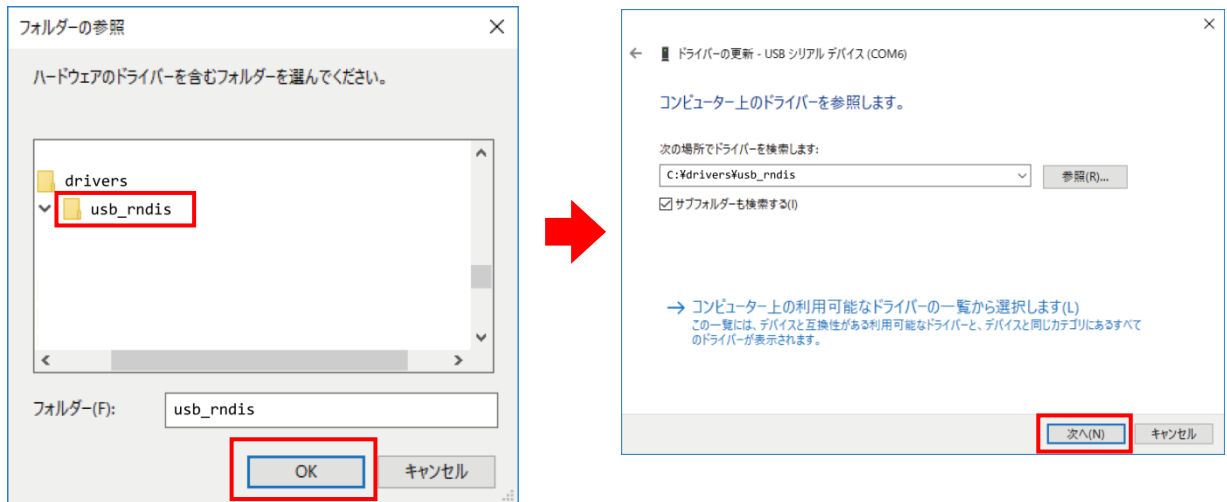 フォルダーの参照
ハードウェアのドライバーを含むフォルダーを選んでください。
drivers
usb_rndis
フォルダー(F):
usb_rndis
OK
キャンセル
ドライバーの更新 - USB シリアル デバイス (COM6)
コンピューター上のドライバーを参照します。
次の場所でドライバーを検索します:
C:¥drivers¥usb_rndis
参照(R)...
サブフォルダーも検索する(I)
→ コンピューター上の利用可能なドライバーの一覧から選択します(L)
この一覧には、デバイスと互換性がある利用可能なドライバーと、デバイスと同じカテゴリにあるすべて
のドライバーが表示されます。
次へ(N)
キャンセル